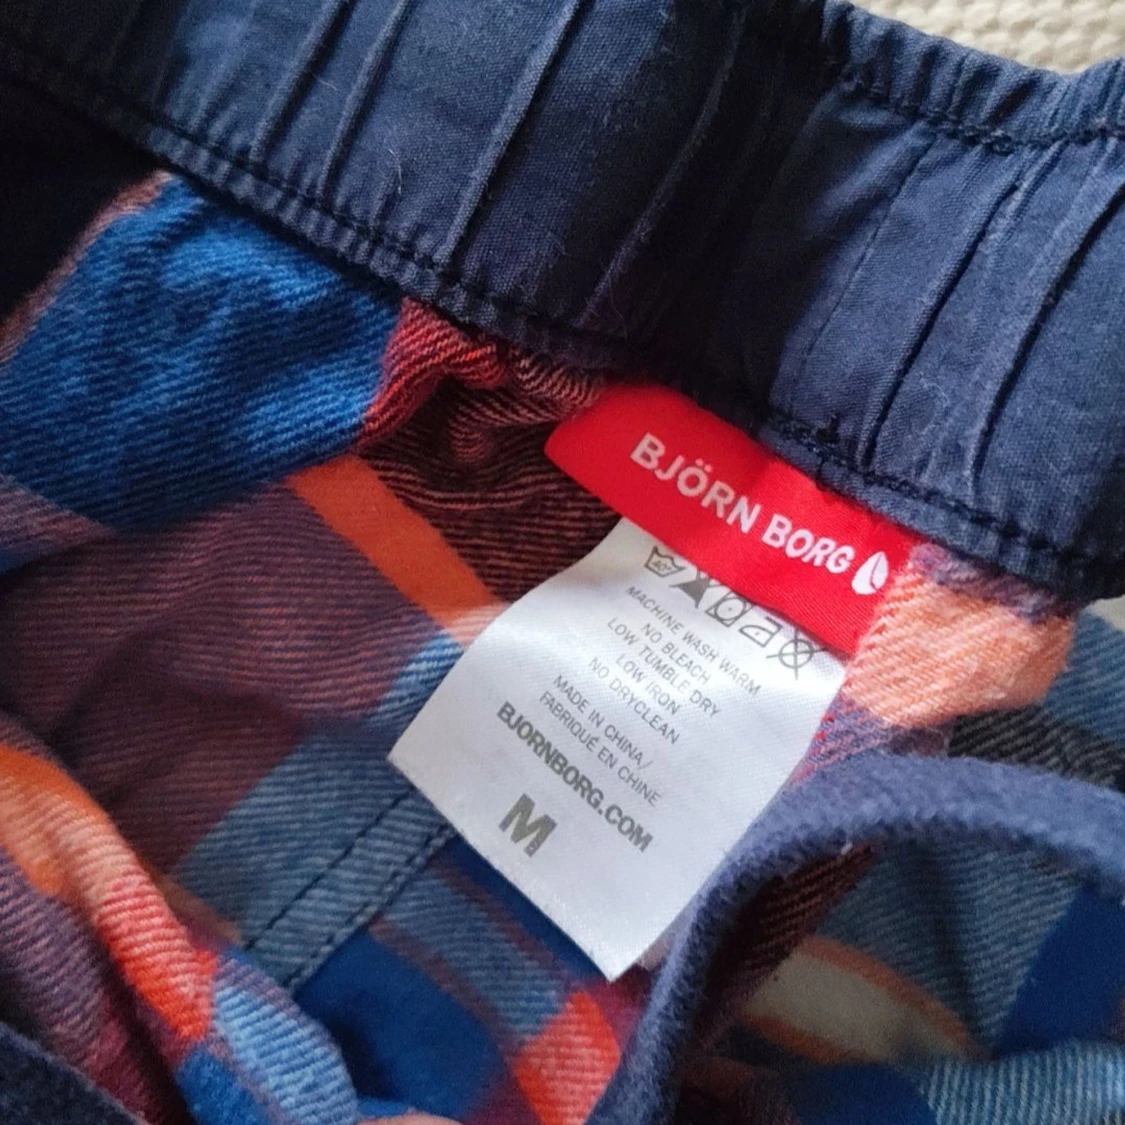 BJÖRN BORG
40°
MACHINE WASH WARM
NO BLEACH
LOW TUMBLE DRY
LOW IRON
NO DRYCLEAN
MADE IN CHINA/
FABRIQUÉ EN CHINE
BJORNBORG.COM
M